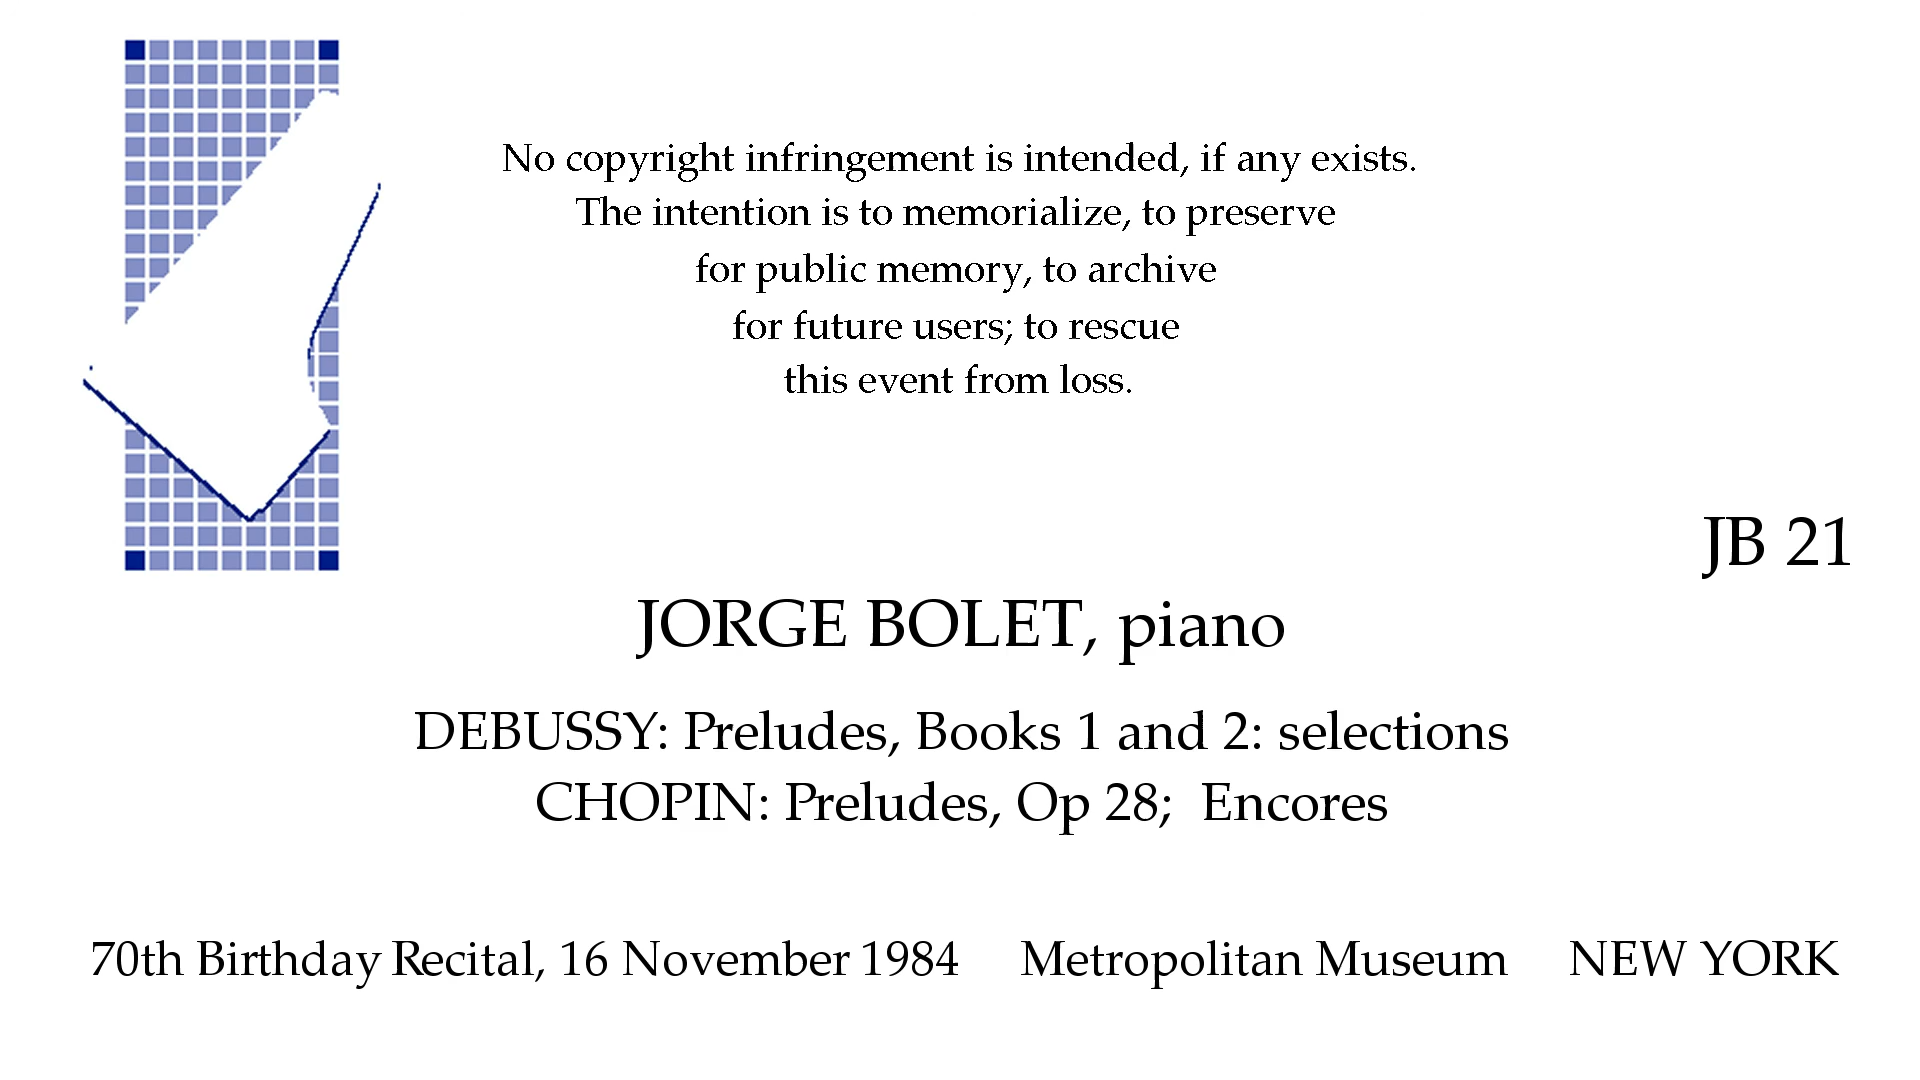 No copyright infringement is intended, if any exists.
The intention is to memorialize, to preserve
for public memory, to archive
for future users; to rescue
this event from loss.
JB 21
JORGE BOLET, piano
DEBUSSY: Preludes, Books 1 and 2: selections
CHOPIN: Preludes, Op 28;  Encores
70th Birthday Recital, 16 November 1984     Metropolitan Museum     NEW YORK